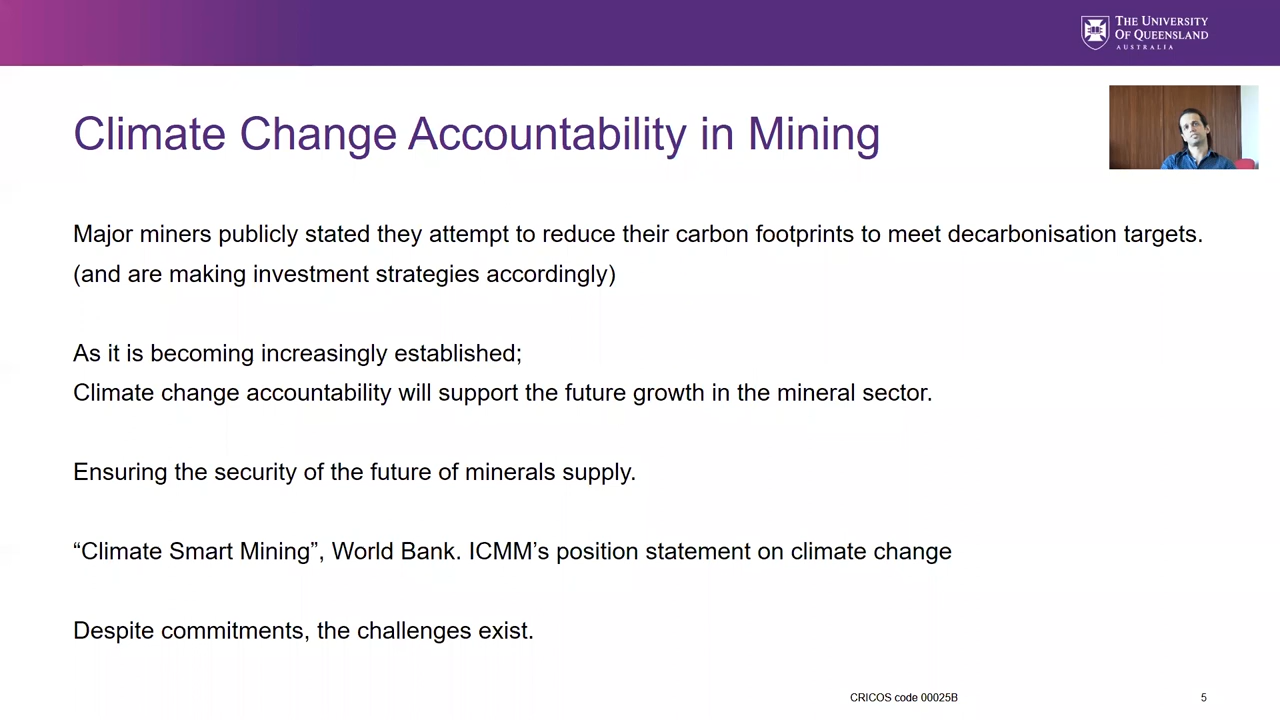 THE UNIVERSITY
OF QUEENSLAND
AUSTRALIA
Climate Change Accountability in Mining
Major miners publicly stated they attempt to reduce their carbon footprints to meet decarbonisation targets.
(and are making investment strategies accordingly)
As it is becoming increasingly established;
Climate change accountability will support the future growth in the mineral sector.
Ensuring the security of the future of minerals supply.
“Climate Smart Mining”, World Bank. ICMM’s position statement on climate change
Despite commitments, the challenges exist.
CRICOS code 00025B
5